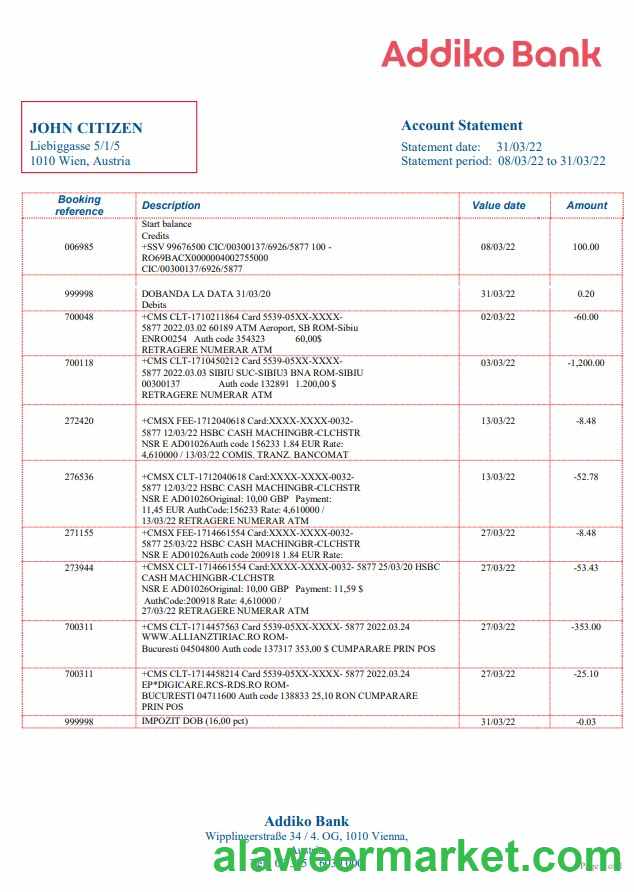 Addiko Bank
JOHN CITIZEN
Liebiggasse 5/1/5
1010 Wien, Austria
Account Statement
Statement date: 31/03/22
Statement period: 08/03/22 to 31/03/22
Booking reference Description Value date Amount
Start balance
Credits
006985 +SSV 99676500 CIC/00300137/6926/5877 100 - 08/03/22 100.00
RO69BACX0000004002755000
CIC/00300137/6926/5877
999998 DOBANDA LA DATA 31/03/20 31/03/22 0.20
Debits
700048 +CMS CLT-1710211864 Card 5539-05XX-XXXX- 02/03/22 -60.00
5877 2022.03.02 60189 ATM Aeroport, SB ROM-Sibiu
ENRO0254 Auth code 354323 60,00$
RETRAGERE NUMERAR ATM
700118 +CMS CLT-1710450212 Card 5539-05XX-XXXX- 03/03/22 -1,200.00
5877 2022.03.03 SIBIU SUC-SIBIU3 BNA ROM-SIBIU
00300137 Auth code 132891 1.200,00 $
RETRAGERE NUMERAR ATM
272420 +CMSX FEE-1712040618 Card:XXXX-XXXX-0032- 13/03/22 -8.48
5877 12/03/22 HSBC CASH MACHINGBR-CLCHSTR
NSR E AD01026Auth code 156233 1.84 EUR Rate:
4,610000 / 13/03/22 COMIS. TRANZ. BANCOMAT
276536 +CMSX CLT-1712040618 Card:XXXX-XXXX-0032- 13/03/22 -52.78
5877 12/03/22 HSBC CASH MACHINGBR-CLCHSTR
NSR E AD01026Original: 10,00 GBP Payment:
11,45 EUR AuthCode:156233 Rate: 4,610000 /
13/03/22 RETRAGERE NUMERAR ATM
271155 +CMSX FEE-1714661554 Card:XXXX-XXXX-0032- 27/03/22 -8.48
5877 25/03/22 HSBC CASH MACHINGBR-CLCHSTR
NSR E AD01026Auth code 200918 1.84 EUR Rate:
273944 +CMSX CLT-1714661554 Card:XXXX-XXXX-0032- 5877 25/03/20 HSBC 27/03/22 -53.43
CASH MACHINGBR-CLCHSTR
NSR E AD01026Original: 10,00 GBP Payment: 11,59 $
AuthCode:200918 Rate: 4,610000 /
27/03/22 RETRAGERE NUMERAR ATM
700311 +CMS CLT-1714457563 Card 5539-05XX-XXXX- 5877 2022.03.24 27/03/22 -353.00
WWW.ALLIANZTIRIAC.RO ROM-
Bucuresti 04504800 Auth code 137317 353,00 $ CUMPARARE PRIN POS
700311 +CMS CLT-1714458214 Card 5539-05XX-XXXX- 5877 2022.03.24 27/03/22 -25.10
EP*DIGICARE.RCS-RDS.RO ROM-
BUCURESTI 04711600 Auth code 138833 25,10 RON CUMPARARE
PRIN POS
999998 IMPOZIT DOB (16,00 pct) 31/03/22 -0.03
Addiko Bank
Wipplingerstraße 34 / 4. OG, 1010 Vienna,
alaweermarket.com